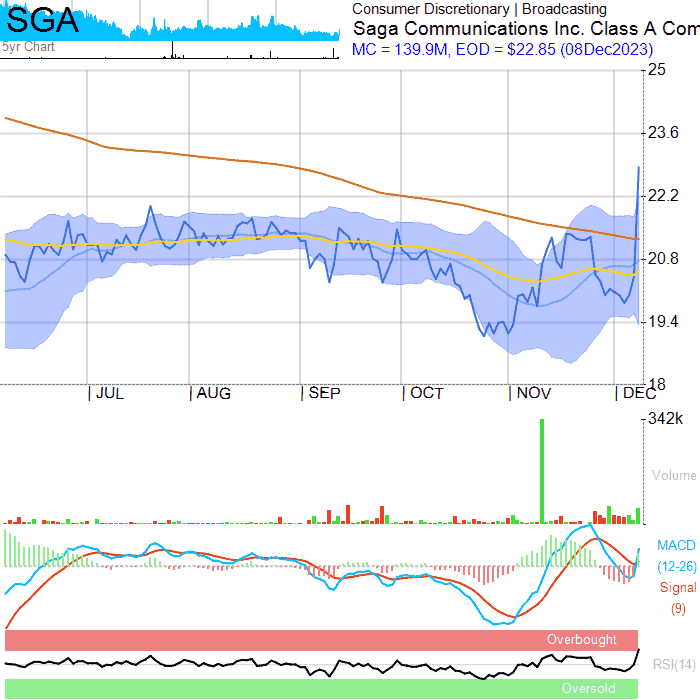 SGA
5yr Chart
Consumer Discretionary | Broadcasting
Saga Communications Inc. Class A Com
MC = 139.9M, EOD = $22.85 (08Dec2023)
25
23.6
22.2
20.8
19.4
18
JUL AUG SEP OCT NOV DEC
342k
Volume
MACD
(12-26)
Signal
(9)
Overbought
RSI(14)
Oversold